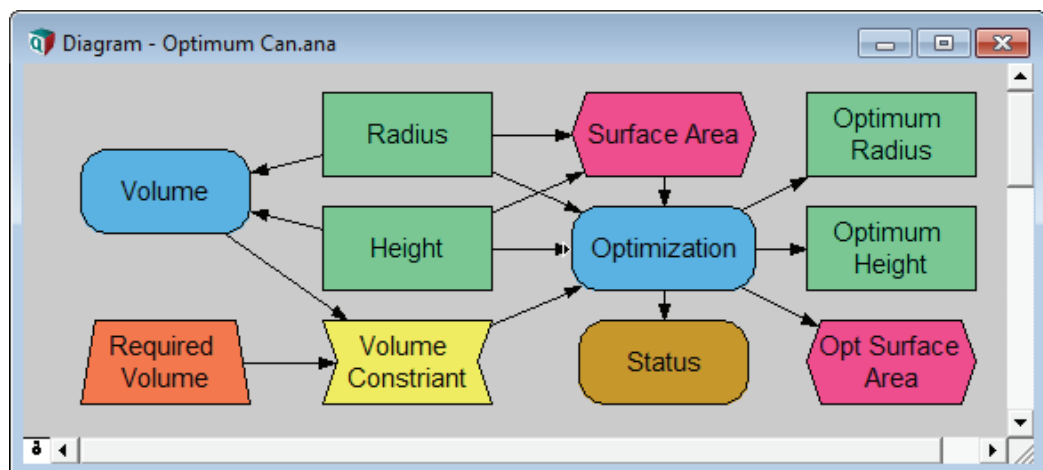 Diagram - Optimum Can.ana
Radius
Surface Area
Optimum
Radius
Volume
Height
Optimization
Optimum
Height
Required
Volume
Volume
Constriant
Status
Opt Surface
Area